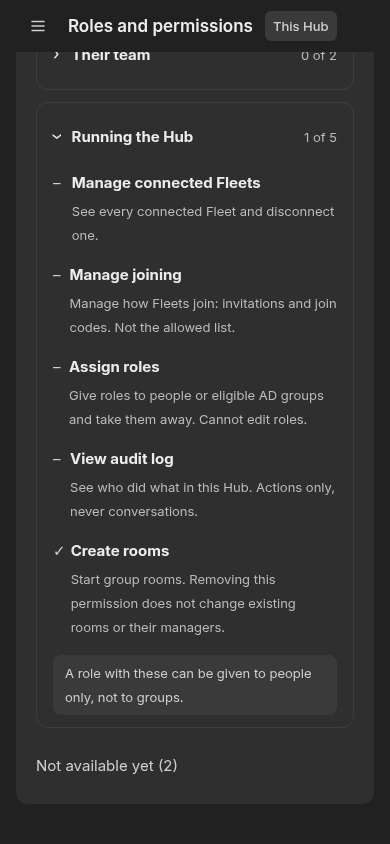 Roles and permissions
This Hub
Their team
0 of 2
Running the Hub
1 of 5
– Manage connected Fleets
See every connected Fleet and disconnect
one.
– Manage joining
Manage how Fleets join: invitations and join
codes. Not the allowed list.
– Assign roles
Give roles to people or eligible AD groups
and take them away. Cannot edit roles.
– View audit log
See who did what in this Hub. Actions only,
never conversations.
✓ Create rooms
Start group rooms. Removing this
permission does not change existing
rooms or their managers.
A role with these can be given to people
only, not to groups.
Not available yet (2)